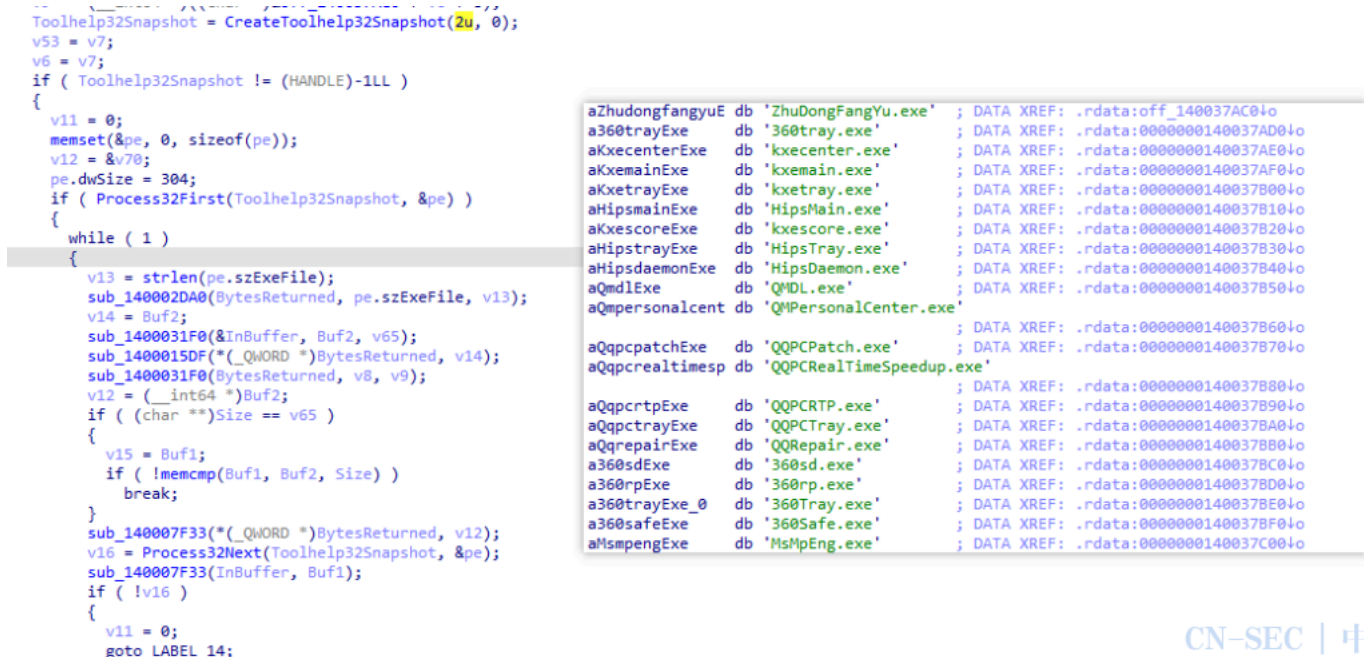 Toolhelp32Snapshot = CreateToolhelp32Snapshot(2u, 0);
v53 = v7;
v6 = v7;
if ( Toolhelp32Snapshot != (HANDLE)-1LL )
{
v11 = 0;
memset(&pe, 0, sizeof(pe));
v12 = &v70;
pe.dwSize = 304;
if ( Process32First(Toolhelp32Snapshot, &pe) )
{
while ( 1 )
{
v13 = strlen(pe.szExeFile);
sub_140002DA0(BytesReturned, pe.szExeFile, v13);
v14 = Buf2;
sub_1400031F0(&InBuffer, Buf2, v65);
sub_1400015DF(*(_QWORD *)BytesReturned, v14);
sub_1400031F0(BytesReturned, v8, v9);
v12 = (__int64 *)Buf2;
if ( (char **)Size == v65 )
{
v15 = Buf1;
if ( !memcmp(Buf1, Buf2, Size) )
break;
}
sub_140007F33(*(_QWORD *)BytesReturned, v12);
v16 = Process32Next(Toolhelp32Snapshot, &pe);
sub_140007F33(InBuffer, Buf1);
if ( !v16 )
{
v11 = 0;
goto LABEL_14;
aZhudongfangyuE db 'ZhuDongFangYu.exe' ; DATA XREF: .rdata:off_140037AC0↓o
a360trayExe db '360tray.exe' ; DATA XREF: .rdata:0000000140037AD0↓o
aKxecenterExe db 'kxecenter.exe' ; DATA XREF: .rdata:0000000140037AE0↓o
aKxemainExe db 'kxemain.exe' ; DATA XREF: .rdata:0000000140037AF0↓o
aKxetrayExe db 'kxetray.exe' ; DATA XREF: .rdata:0000000140037B00↓o
aHipsmainExe db 'HipsMain.exe' ; DATA XREF: .rdata:0000000140037B10↓o
aKxescoreExe db 'kxescore.exe' ; DATA XREF: .rdata:0000000140037B20↓o
aHipstrayExe db 'HipsTray.exe' ; DATA XREF: .rdata:0000000140037B30↓o
aHipsdaemonExe db 'HipsDaemon.exe' ; DATA XREF: .rdata:0000000140037B40↓o
aQmdlExe db 'QMDL.exe' ; DATA XREF: .rdata:0000000140037B50↓o
aQmpersonalcent db 'QMPersonalCenter.exe'
; DATA XREF: .rdata:0000000140037B60↓o
aQqpcpatchExe db 'QQPCPatch.exe' ; DATA XREF: .rdata:0000000140037B70↓o
aQqpcrealtimesp db 'QQPCRealTimeSpeedup.exe'
; DATA XREF: .rdata:0000000140037B80↓o
aQqpcrtpExe db 'QQPCRTP.exe' ; DATA XREF: .rdata:0000000140037B90↓o
aQqpctrayExe db 'QQPCTray.exe' ; DATA XREF: .rdata:0000000140037BA0↓o
aQqrepairExe db 'QQRepair.exe' ; DATA XREF: .rdata:0000000140037BB0↓o
a360sdExe db '360sd.exe' ; DATA XREF: .rdata:0000000140037BC0↓o
a360rpExe db '360rp.exe' ; DATA XREF: .rdata:0000000140037BD0↓o
a360trayExe_0 db '360Tray.exe' ; DATA XREF: .rdata:0000000140037BE0↓o
a360safeExe db '360Safe.exe' ; DATA XREF: .rdata:0000000140037BF0↓o
aMsmpengExe db 'MsMpEng.exe' ; DATA XREF: .rdata:0000000140037C00↓o
CN-SEC |